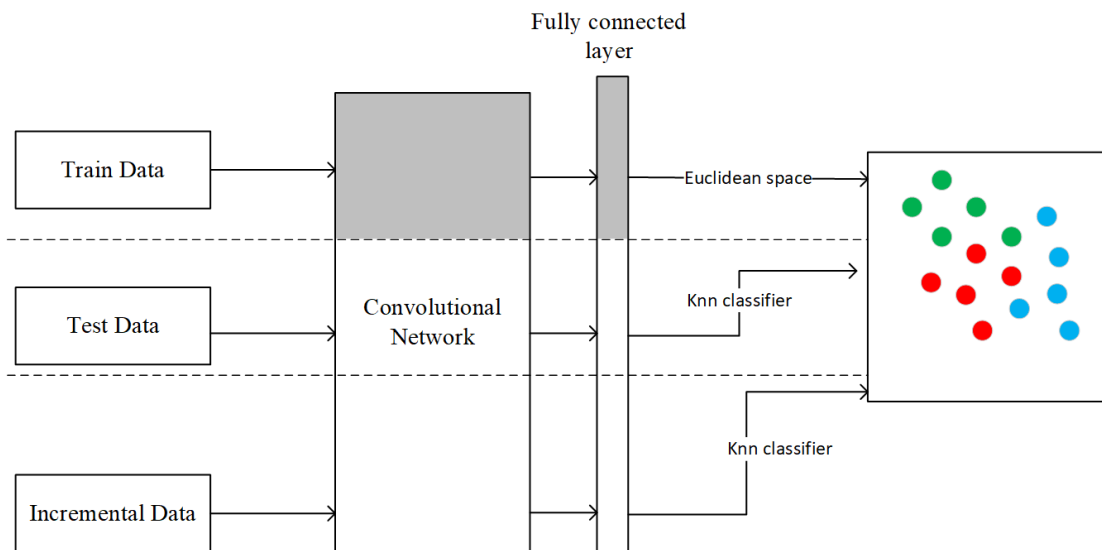 Fully connected
layer
Train Data
Euclidean space
Test Data
Convolutional
Network
Knn classifier
Knn classifier
Incremental Data